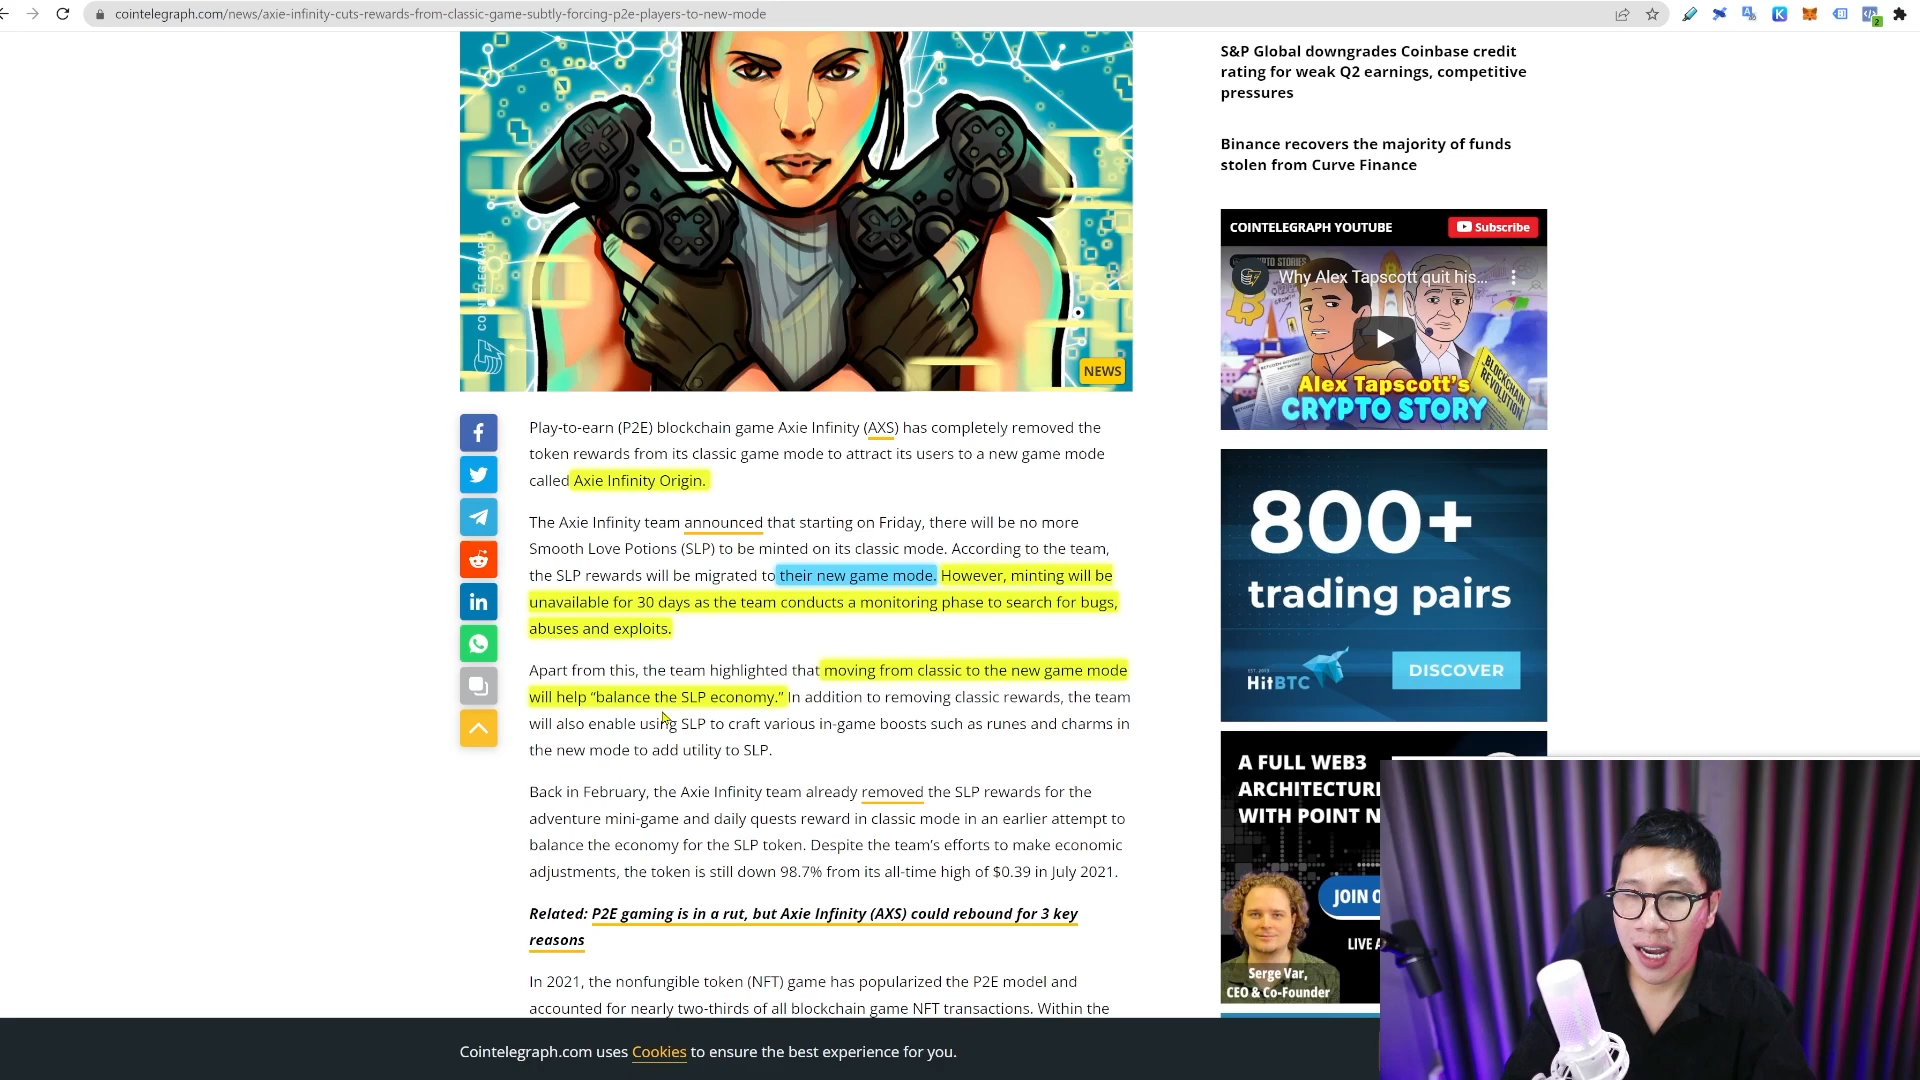 cointelegraph.com/news/axie-infinity-cuts-rewards-from-classic-game-subtly-forcing-p2e-players-to-new-mode
COINTELEGRAPH
NEWS
Play-to-earn (P2E) blockchain game Axie Infinity (AXS) has completely removed the
token rewards from its classic game mode to attract its users to a new game mode
called Axie Infinity Origin.
The Axie Infinity team announced that starting on Friday, there will be no more
Smooth Love Potions (SLP) to be minted on its classic mode. According to the team,
the SLP rewards will be migrated to their new game mode. However, minting will be
unavailable for 30 days as the team conducts a monitoring phase to search for bugs,
abuses and exploits.
Apart from this, the team highlighted that moving from classic to the new game mode
will help “balance the SLP economy.” In addition to removing classic rewards, the team
will also enable using SLP to craft various in-game boosts such as runes and charms in
the new mode to add utility to SLP.
Back in February, the Axie Infinity team already removed the SLP rewards for the
adventure mini-game and daily quests reward in classic mode in an earlier attempt to
balance the economy for the SLP token. Despite the team’s efforts to make economic
adjustments, the token is still down 98.7% from its all-time high of $0.39 in July 2021.
Related: P2E gaming is in a rut, but Axie Infinity (AXS) could rebound for 3 key
reasons
In 2021, the nonfungible token (NFT) game has popularized the P2E model and
accounted for nearly two-thirds of all blockchain game NFT transactions. Within the
S&P Global downgrades Coinbase credit
rating for weak Q2 earnings, competitive
pressures
Binance recovers the majority of funds
stolen from Curve Finance
COINTELEGRAPH YOUTUBE
Subscribe
Why Alex Tapscott quit his...
BLOCKCHAIN
REVOLUTION
ALEX TAPSCOTT'S
CRYPTO STORY
800+
trading pairs
HitBTC
DISCOVER
A FULL WEB3
ARCHITECTURE
WITH POINT N
JOIN O
LIVE A
Serge Var,
CEO & Co-Founder
Cointelegraph.com uses Cookies to ensure the best experience for you.